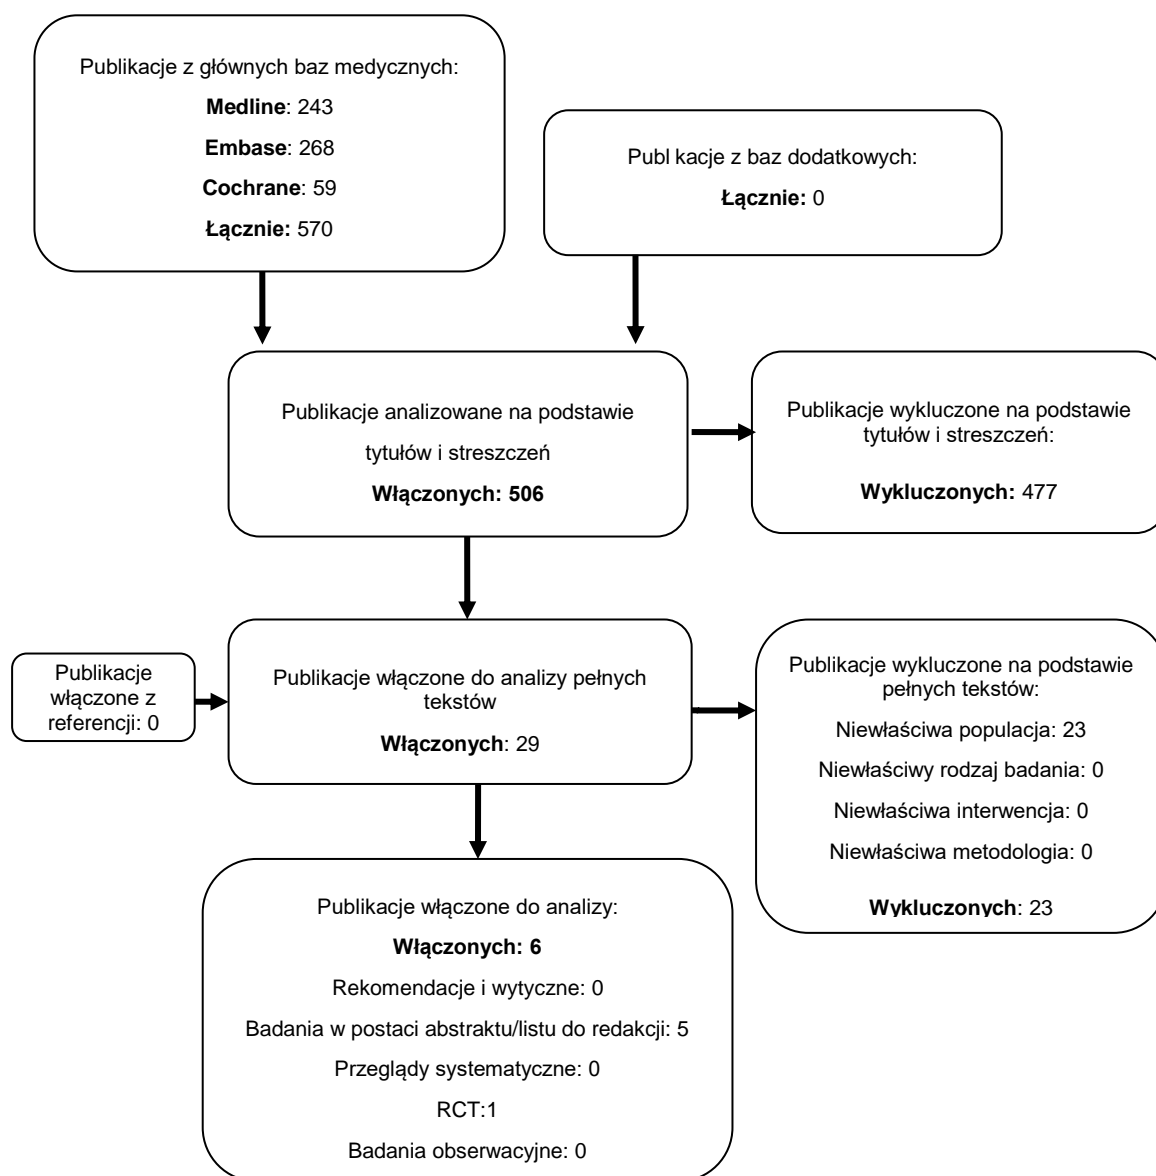 Publikacje z głównych baz medycznych:
Medline: 243
Embase: 268
Cochrane: 59
Łącznie: 570
Publ kacje z baz dodatkowych:
Łącznie: 0
Publikacje analizowane na podstawie
tytułów i streszczeń
Włączonych: 506
Publikacje wykluczone na podstawie
tytułów i streszczeń:
Wykluczonych: 477
Publikacje
włączone z
referencji: 0
Publikacje włączone do analizy pełnych
tekstów
Włączonych: 29
Publikacje wykluczone na podstawie
pełnych tekstów:
Niewłaściwa populacja: 23
Niewłaściwy rodzaj badania: 0
Niewłaściwa interwencja: 0
Niewłaściwa metodologia: 0
Wykluczonych: 23
Publikacje włączone do analizy:
Włączonych: 6
Rekomendacje i wytyczne: 0
Badania w postaci abstraktu/listu do redakcji: 5
Przeglądy systematyczne: 0
RCT:1
Badania obserwacyjne: 0